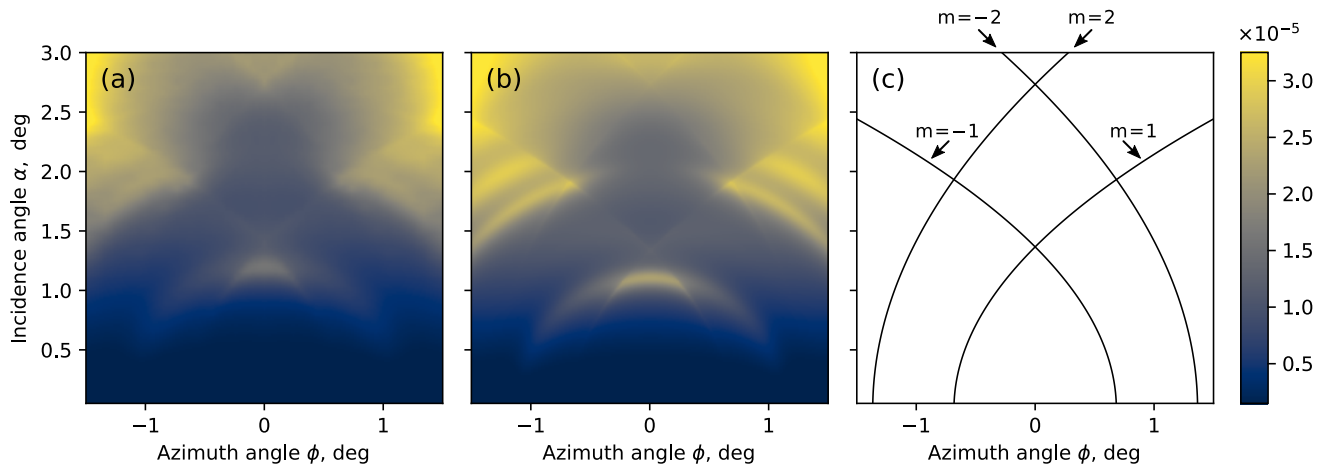 m=−2
m=2
×10⁻⁵
(a)
(b)
(c)
m=−1
m=1
3.0
2.5
2.0
1.5
1.0
0.5
Incidence angle α, deg
−1
0
1
−1
0
1
−1
0
1
Azimuth angle ϕ, deg
Azimuth angle ϕ, deg
Azimuth angle ϕ, deg
3.0
2.5
2.0
1.5
1.0
0.5